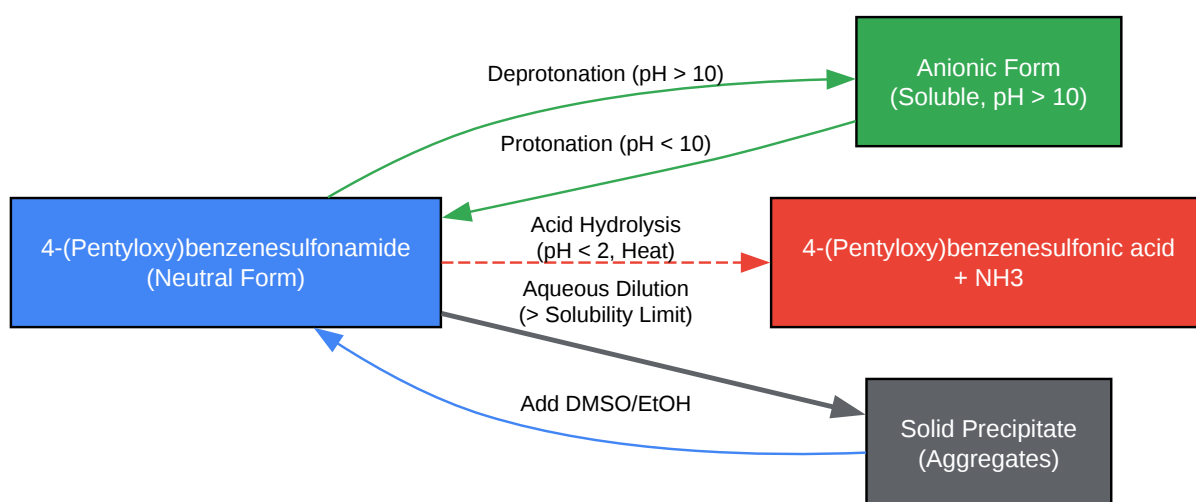 Deprotonation (pH > 10)
Anionic Form
(Soluble, pH > 10)
Protonation (pH < 10)
4-(Pentyloxy)benzenesulfonamide
(Neutral Form)
Acid Hydrolysis
(pH < 2, Heat)
4-(Pentyloxy)benzenesulfonic acid
+ NH3
Aqueous Dilution
(> Solubility Limit)
Add DMSO/EtOH
Solid Precipitate
(Aggregates)